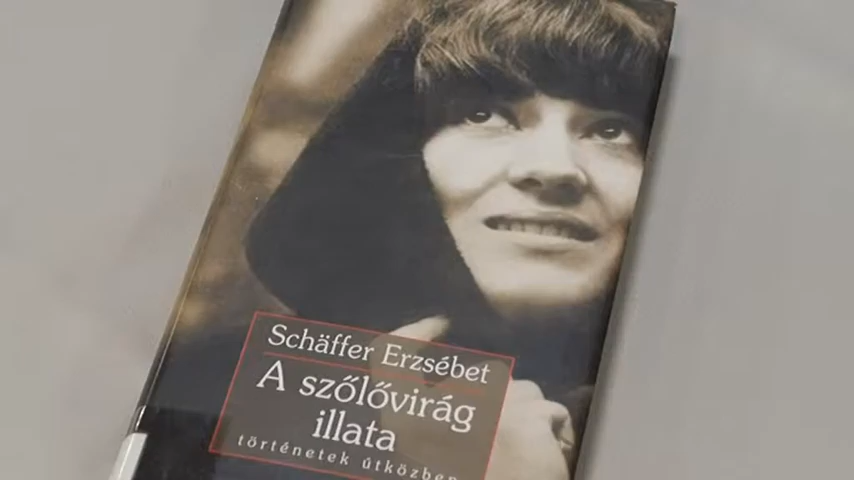 Schäffer Erzsébet
A szőlővirág
illata
történetek útközben